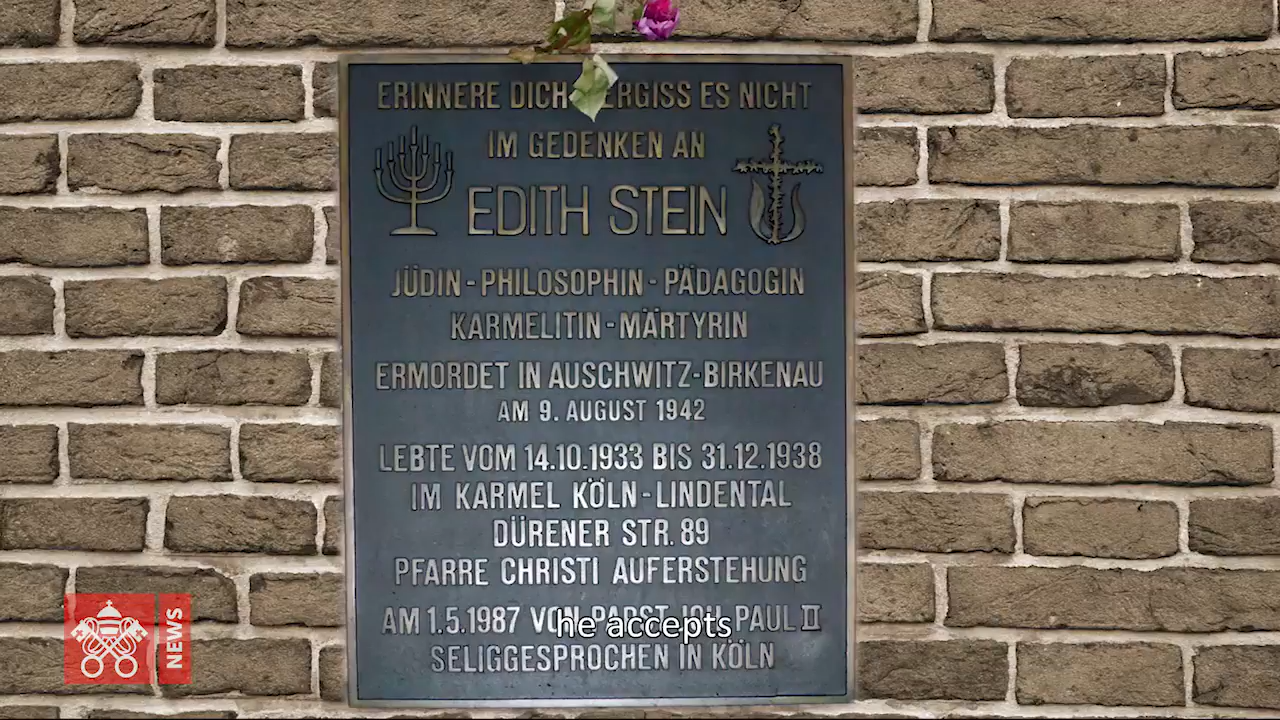 ERINNERE DICH ERGISS ES NICHT
IM GEDENKEN AN
EDITH STEIN
JÜDIN - PHILOSOPHIN - PÄDAGOGIN
KARMELITIN - MÄRTYRIN
ERMORDET IN AUSCHWITZ - BIRKENAU
AM 9. AUGUST 1942
LEBTE VOM 14.10.1933 BIS 31.12.1938
IM KARMEL KÖLN - LINDENTAL
DÜRENER STR. 89
PFARRE CHRISTI AUFERSTEHUNG
AM 1.5.1987 VON PABST JOH. PAUL II
he accepts
SELIGGESPROCHEN IN KÖLN
NEWS